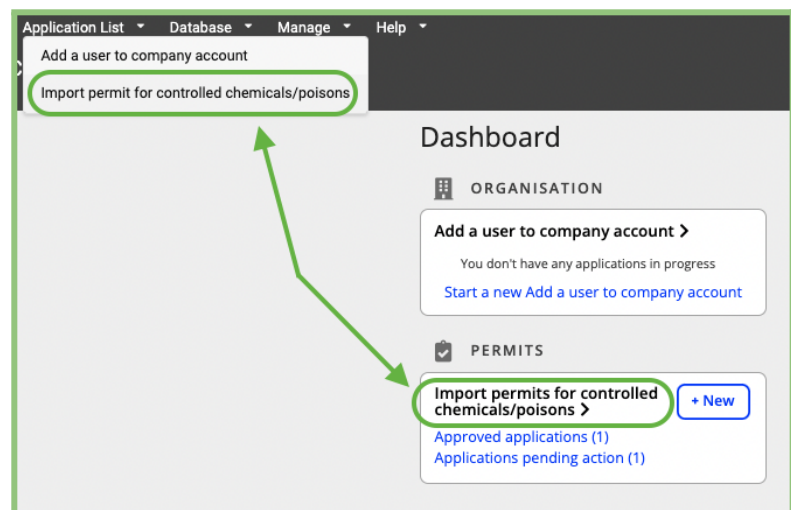 Application List Database Manage Help
Add a user to company account
Import permit for controlled chemicals/poisons
Dashboard
ORGANISATION
Add a user to company account >
You don't have any applications in progress
Start a new Add a user to company account
PERMITS
Import permits for controlled
chemicals/poisons >
+ New
Approved applications (1)
Applications pending action (1)